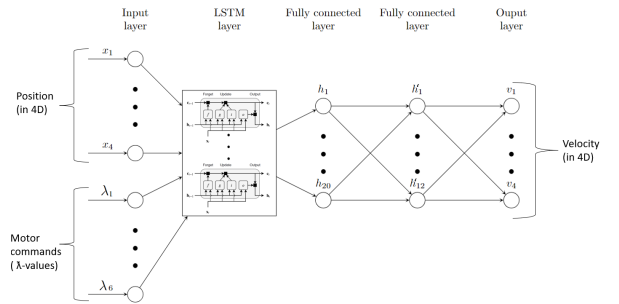 Input layer
LSTM layer
Fully connected layer
Fully connected layer
Ouput layer
Position (in 4D)
x₁
x₄
Motor commands ( λ-values)
λ₁
λ₆
Forget Update Output
f g i o
Forget Update Output
f g i o
h₁
h₂₀
h'₁
h'₁₂
v₁
v₄
Velocity (in 4D)